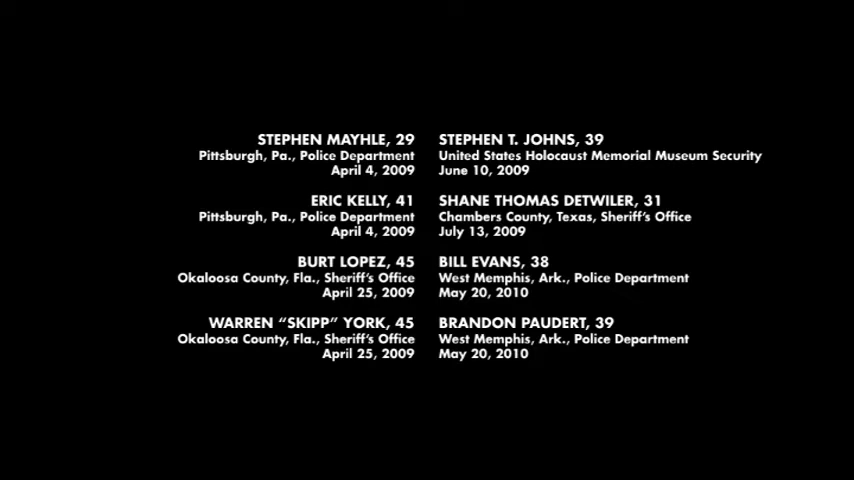 STEPHEN MAYHLE, 29
Pittsburgh, Pa., Police Department
April 4, 2009
ERIC KELLY, 41
Pittsburgh, Pa., Police Department
April 4, 2009
BURT LOPEZ, 45
Okaloosa County, Fla., Sheriff's Office
April 25, 2009
WARREN “SKIPP” YORK, 45
Okaloosa County, Fla., Sheriff's Office
April 25, 2009
STEPHEN T. JOHNS, 39
United States Holocaust Memorial Museum Security
June 10, 2009
SHANE THOMAS DETWILER, 31
Chambers County, Texas, Sheriff's Office
July 13, 2009
BILL EVANS, 38
West Memphis, Ark., Police Department
May 20, 2010
BRANDON PAUDERT, 39
West Memphis, Ark., Police Department
May 20, 2010